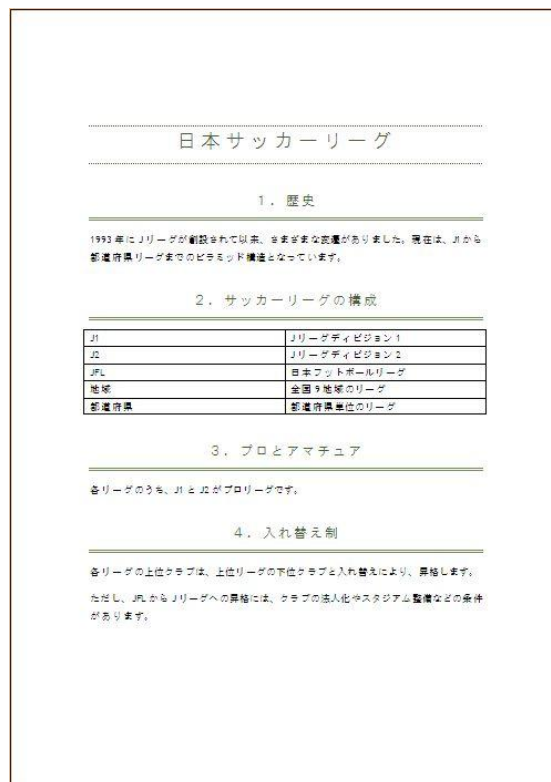 日本サッカーリーグ
１．歴史
1993年にJリーグが創設されて以来、さまざまな変遷がありました。現在は、J1から
都道府県リーグまでのピラミッド構造となっています。
２．サッカーリーグの構成
J1 Jリーグディビジョン1
J2 Jリーグディビジョン2
JFL 日本フットボールリーグ
地域 全国9地域のリーグ
都道府県 都道府県単位のリーグ
３．プロとアマチュア
各リーグのうち、J1とJ2がプロリーグです。
４．入れ替え制
各リーグの上位クラブは、上位リーグの下位クラブと入れ替えにより、昇格します。
ただし、JFLからJリーグへの昇格には、クラブの法人化やスタジアム整備などの条件
があります。